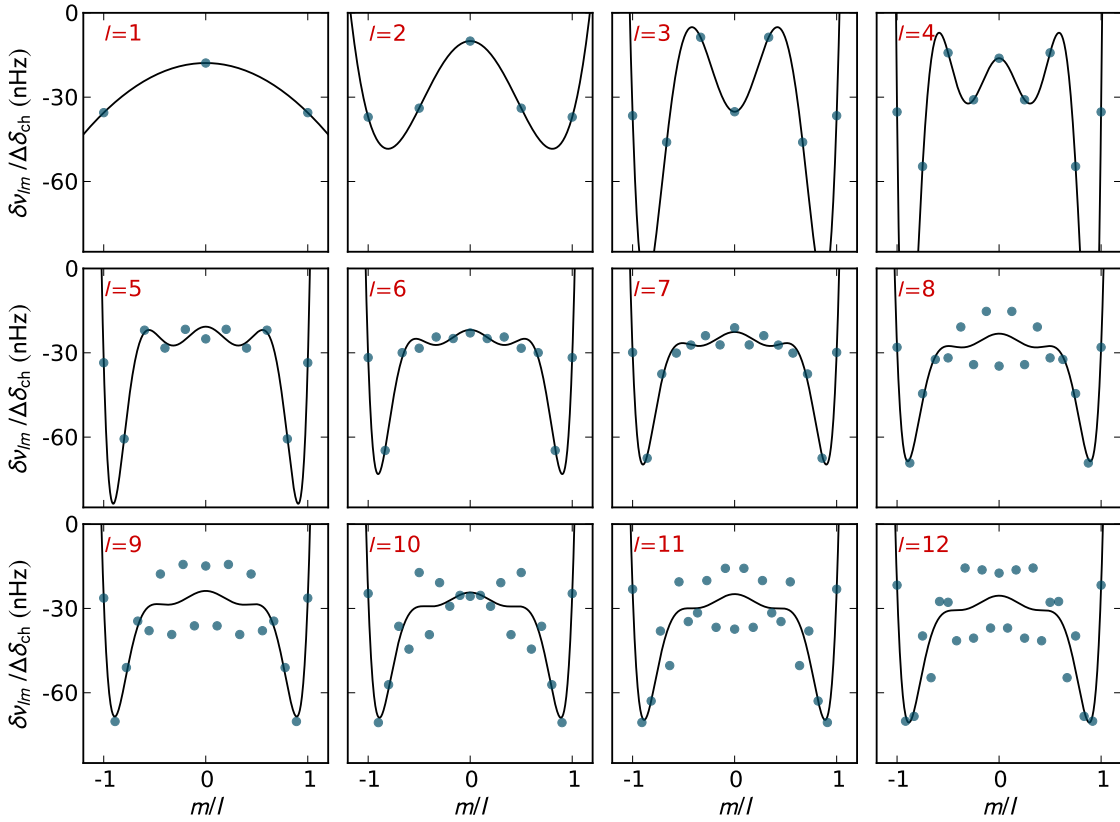 0
-30
-60
δν_lm /Δδ_ch (nHz)
l=1
l=2
l=3
l=4
0
-30
-60
δν_lm /Δδ_ch (nHz)
l=5
l=6
l=7
l=8
0
-30
-60
δν_lm /Δδ_ch (nHz)
l=9
l=10
l=11
l=12
-1 0 1
-1 0 1
-1 0 1
-1 0 1
m/l
m/l
m/l
m/l